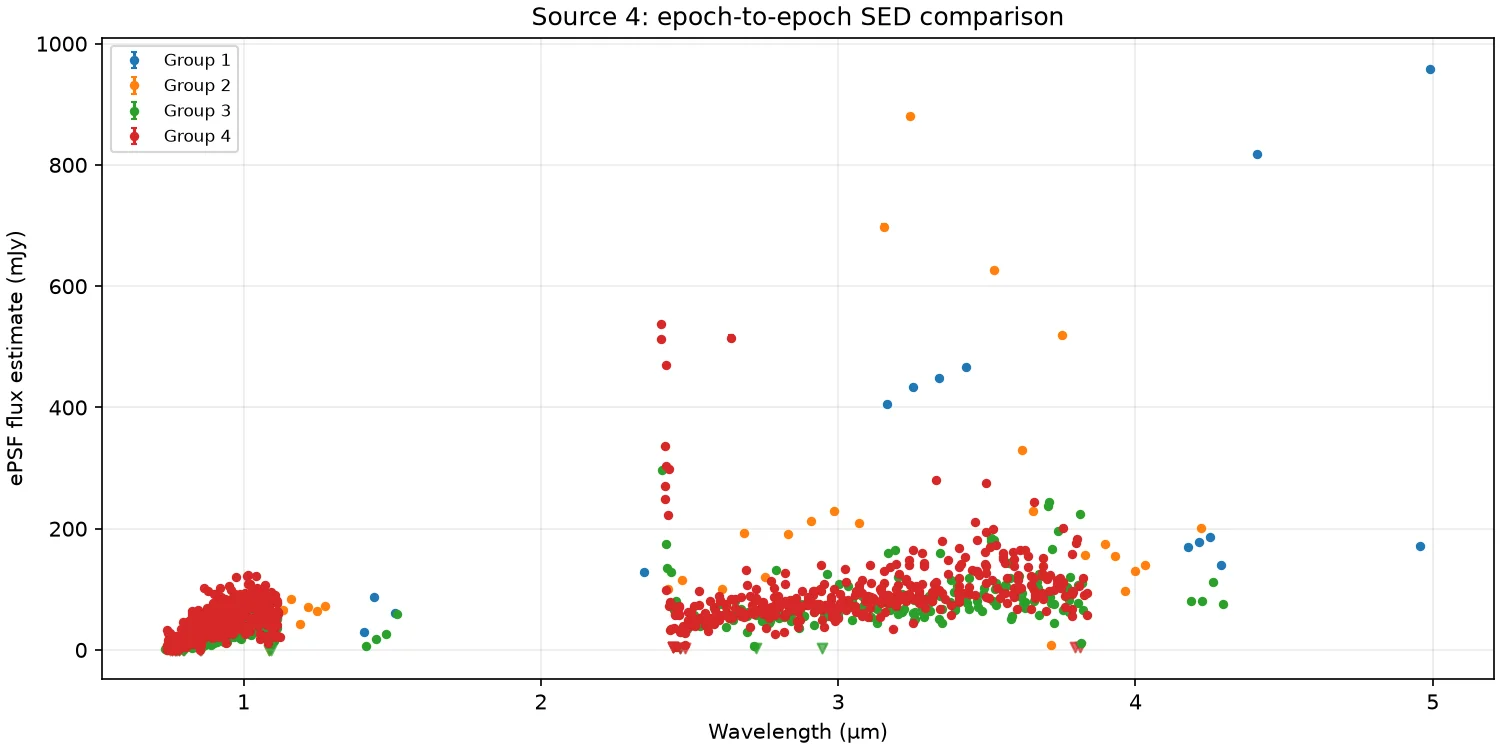 Source 4: epoch-to-epoch SED comparison
Group 1
Group 2
Group 3
Group 4
ePSF flux estimate (mJy)
1000
800
600
400
200
0
1 2 3 4 5
Wavelength (μm)